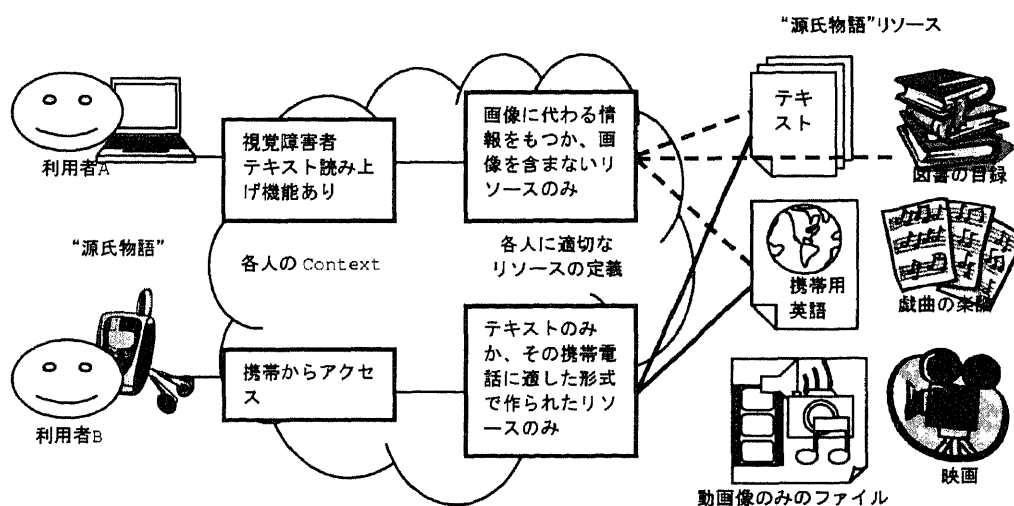 “源氏物語”リソース
利用者A
視覚障害者
テキスト読み上
げ機能あり
画像に代わる情
報をもつか、画
像を含まないリ
ソースのみ
テキ
スト
図書の目録
“源氏物語”
各人の Context
各人に適切な
リソースの定義
携帯用
英語
戯曲の楽譜
利用者B
携帯からアクセ
ス
テキストのみ
か、その携帯電
話に適した形式
で作られたリソ
ースのみ
動画像のみのファイル
映画